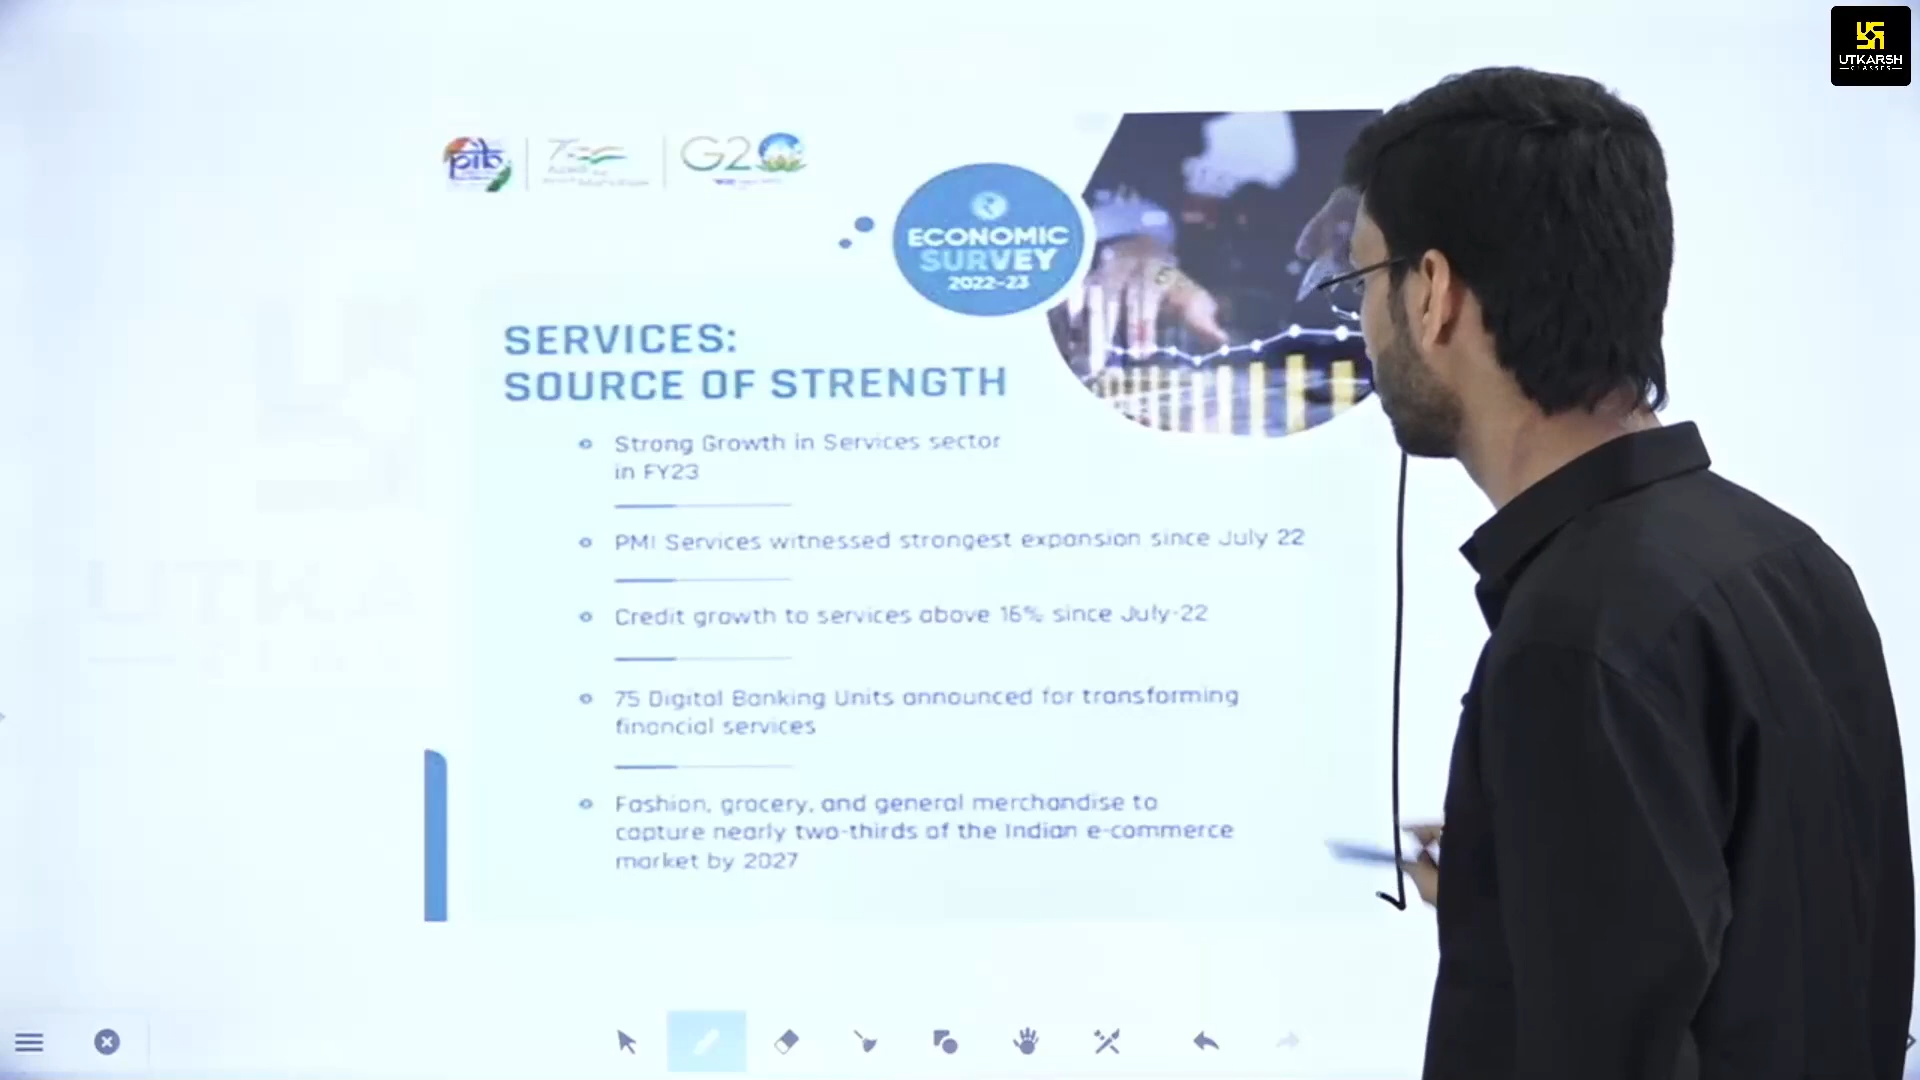 UTKARSH
CLASSES
pib
G20
ECONOMIC
SURVEY
2022-23
SERVICES:
SOURCE OF STRENGTH
Strong Growth in Services sector
in FY23
PMI Services witnessed strongest expansion since July 22
Credit growth to services above 16% since July-22
75 Digital Banking Units announced for transforming
financial services
Fashion, grocery, and general merchandise to
capture nearly two-thirds of the Indian e-commerce
market by 2027
UTKA